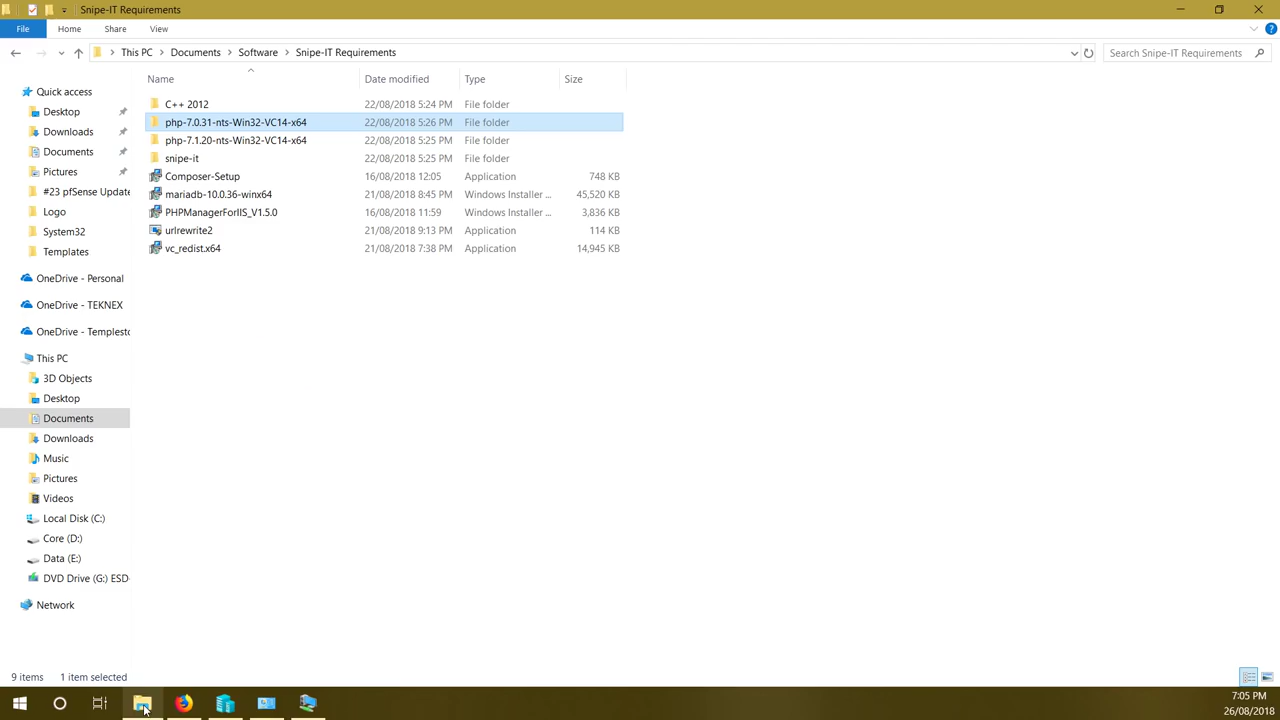 Snipe-IT Requirements
File Home Share View
This PC Documents Software Snipe-IT Requirements Search Snipe-IT Requirements
Name Date modified Type Size
C++ 2012 22/08/2018 5:24 PM File folder
php-7.0.31-nts-Win32-VC14-x64 22/08/2018 5:26 PM File folder
php-7.1.20-nts-Win32-VC14-x64 22/08/2018 5:25 PM File folder
snipe-it 22/08/2018 5:25 PM File folder
Composer-Setup 16/08/2018 12:05 Application 748 KB
mariadb-10.0.36-winx64 21/08/2018 8:45 PM Windows Installer ... 45,520 KB
PHPManagerForIIS_V1.5.0 16/08/2018 11:59 Windows Installer ... 3,836 KB
urlrewrite2 21/08/2018 9:13 PM Application 114 KB
vc_redist.x64 21/08/2018 7:38 PM Application 14,945 KB
Quick access
Desktop
Downloads
Documents
Pictures
#23 pfSense Update
Logo
System32
Templates
OneDrive - Personal
OneDrive - TEKNEX
OneDrive - Templesto
This PC
3D Objects
Desktop
Documents
Downloads
Music
Pictures
Videos
Local Disk (C:)
Core (D:)
Data (E:)
DVD Drive (G:) ESD-
Network
9 items 1 item selected
7:05 PM
26/08/2018